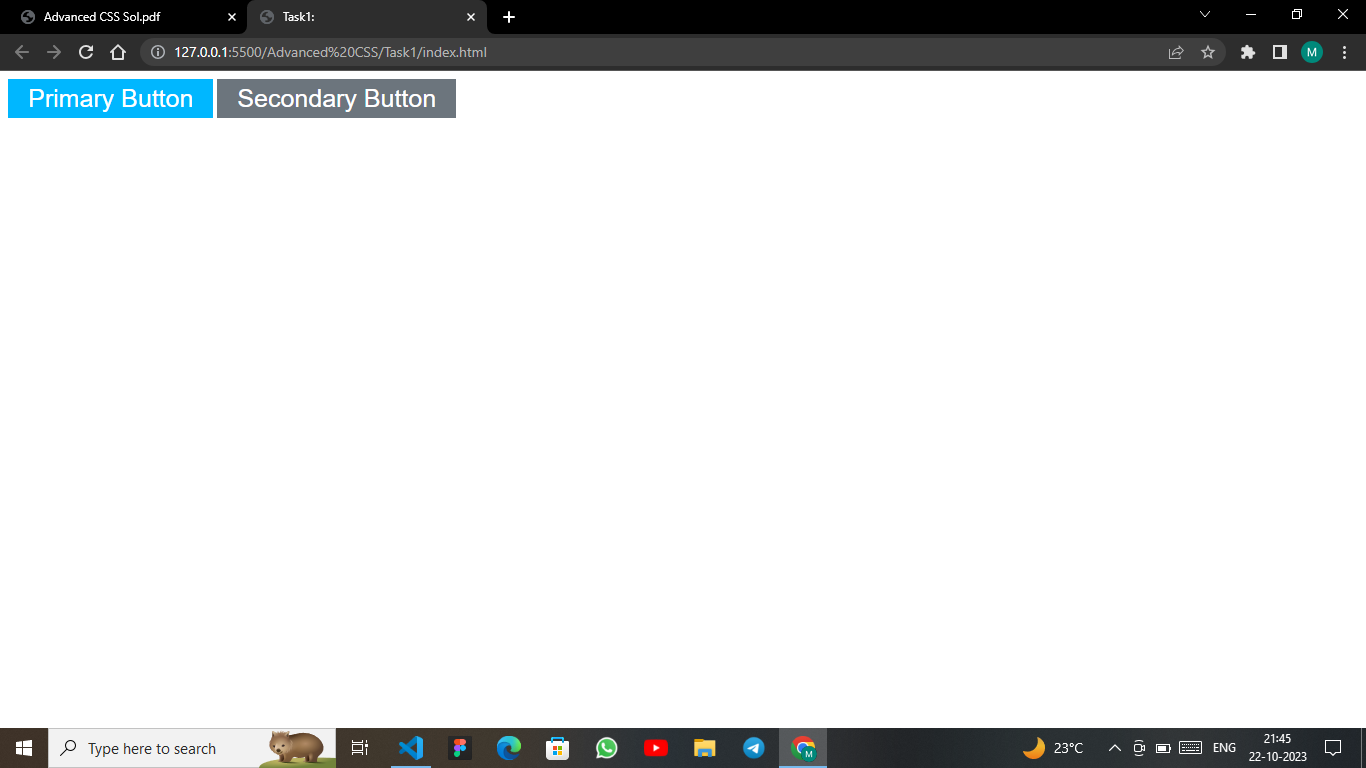 Advanced CSS Sol.pdf
Task1:
127.0.0.1:5500/Advanced%20CSS/Task1/index.html
M
Primary Button
Secondary Button
Type here to search
M
23°C
ENG
21:45
22-10-2023